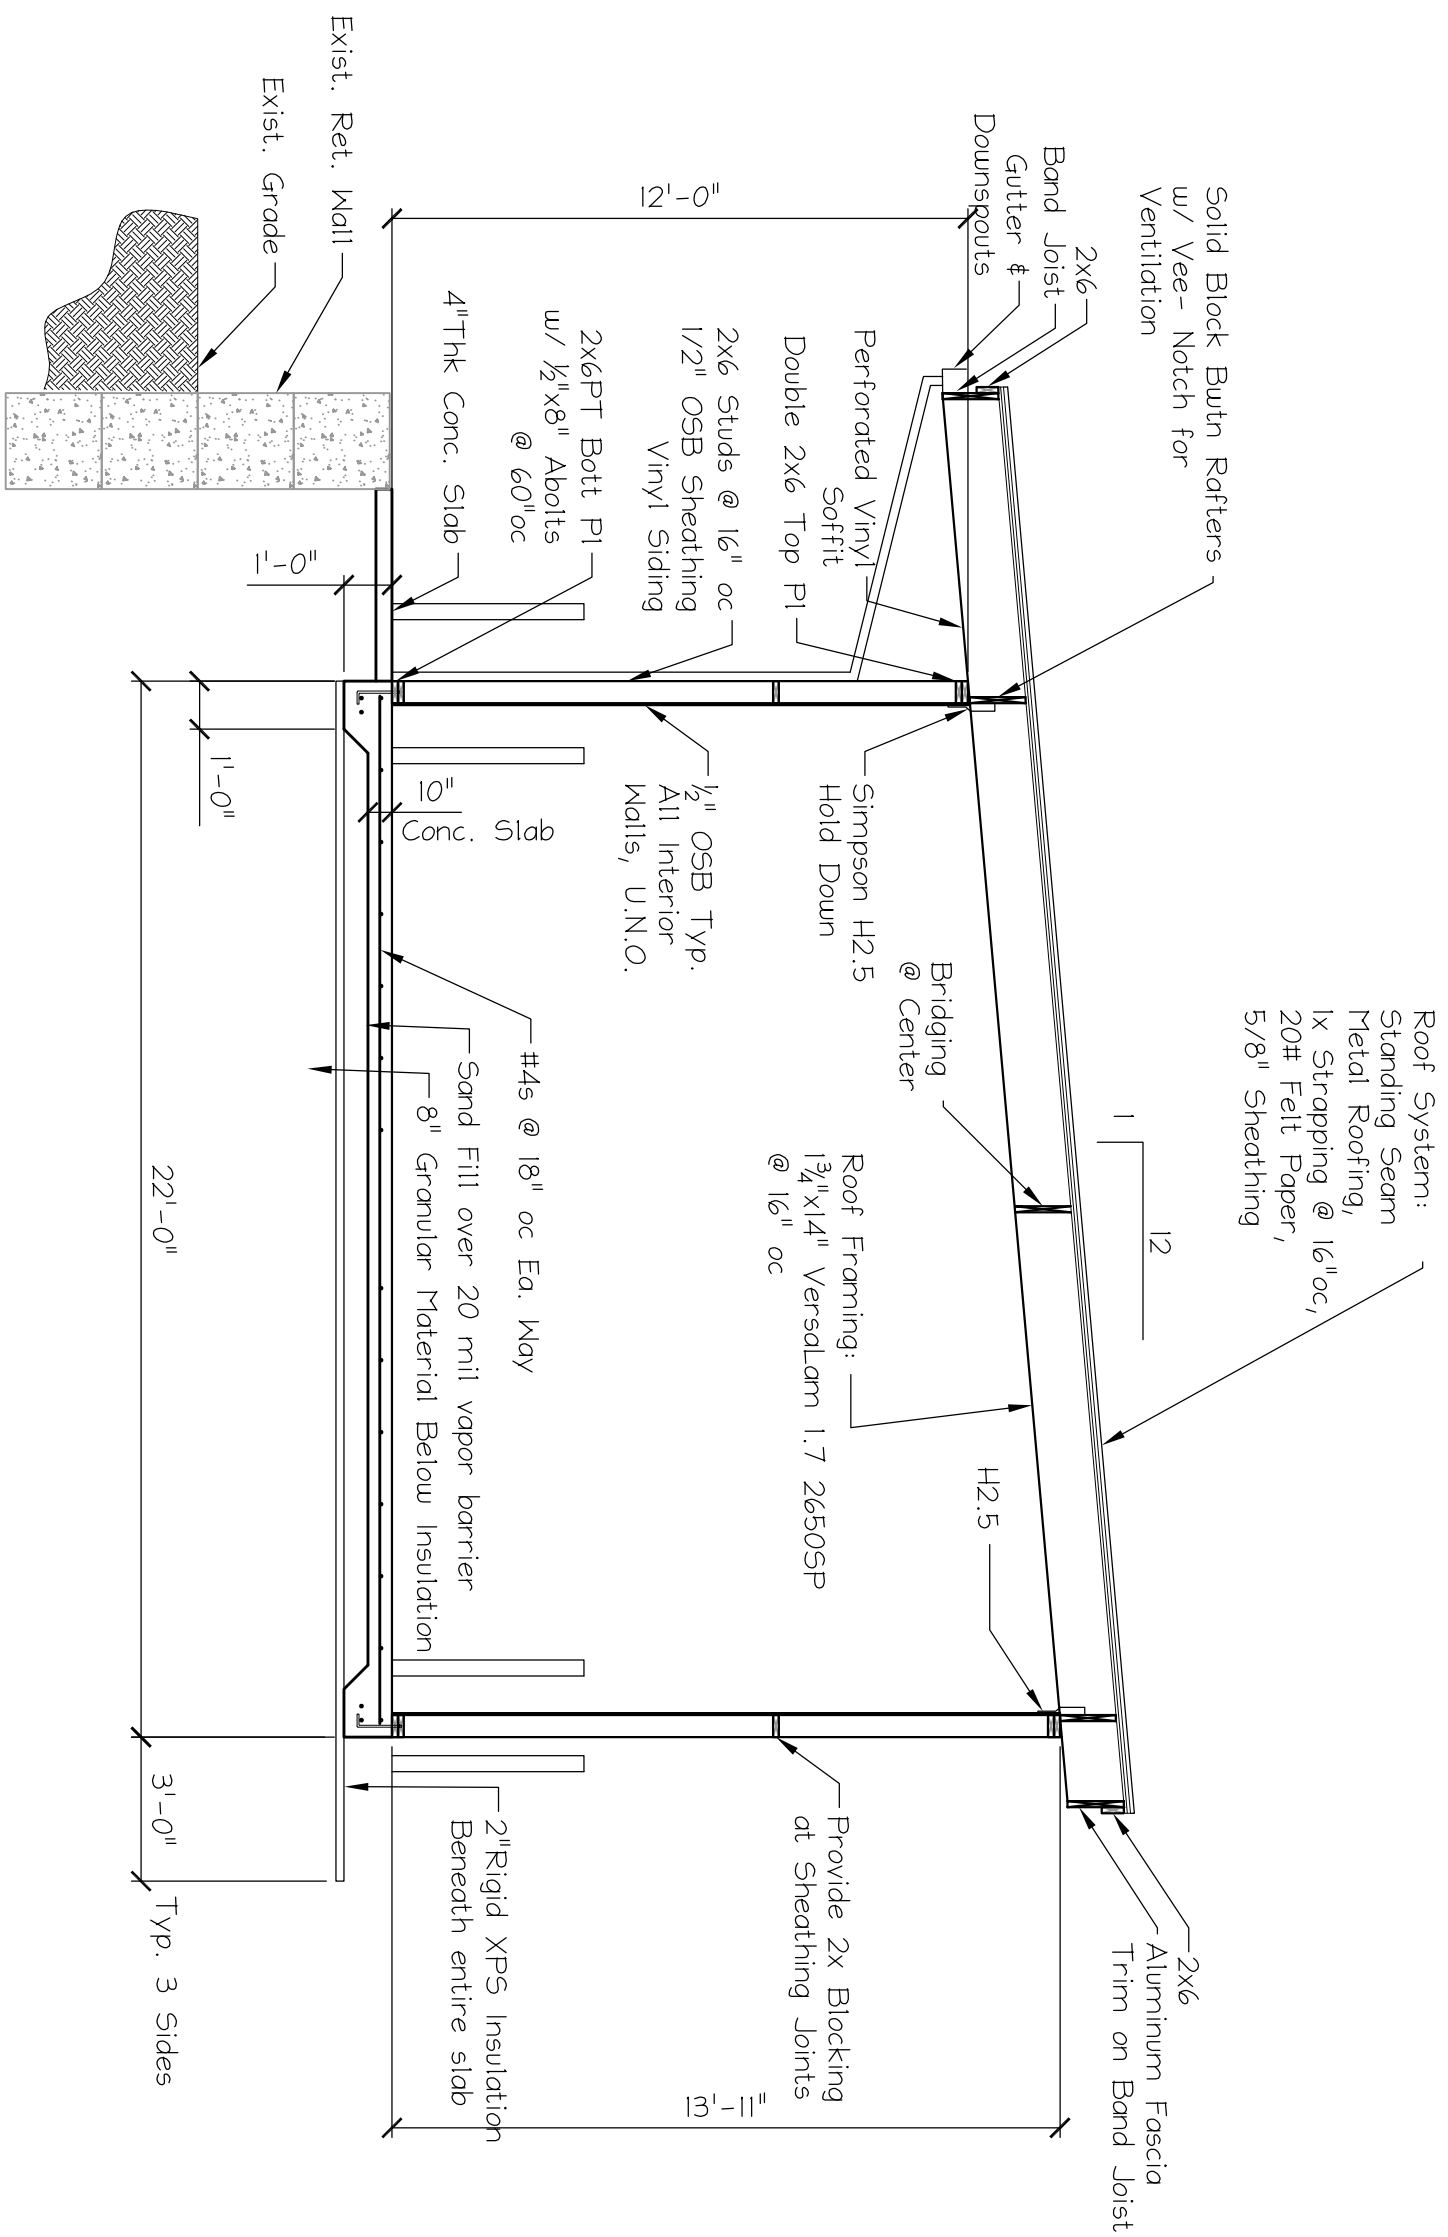 Roof System:
Standing Seam
Metal Roofing,
1x Strapping @ 16"oc,
20# Felt Paper,
5/8" Sheathing
Solid Block Bwtn Rafters
w/ Vee- Notch for
Ventilation
1
12
2x6
Aluminum Fascia
Trim on Band Joist
2x6
Band Joist
Gutter &
Downspouts
H2.5
Bridging
@ Center
Roof Framing:
1¾"x14" VersaLam 1.7 2650SP
@ 16" oc
Perforated Vinyl
Soffit
Simpson H2.5
Hold Down
Double 2x6 Top Pl
12'-0"
13'-11"
Provide 2x Blocking
at Sheathing Joints
2x6 Studs @ 16" oc
1/2" OSB Sheathing
Vinyl Siding
½" OSB Typ.
All Interior
Walls, U.N.O.
2x6PT Bott Pl
w/ ½"x8" Abolts
@ 60"oc
4"Thk Conc. Slab
10"
Conc. Slab
#4s @ 18" oc Ea. Way
Sand Fill over 20 mil vapor barrier
8" Granular Material Below Insulation
2"Rigid XPS Insulation
Beneath entire slab
Exist. Ret. Wall
Exist. Grade
1'-0"
1'-0"
22'-0"
3'-0"
Typ. 3 Sides